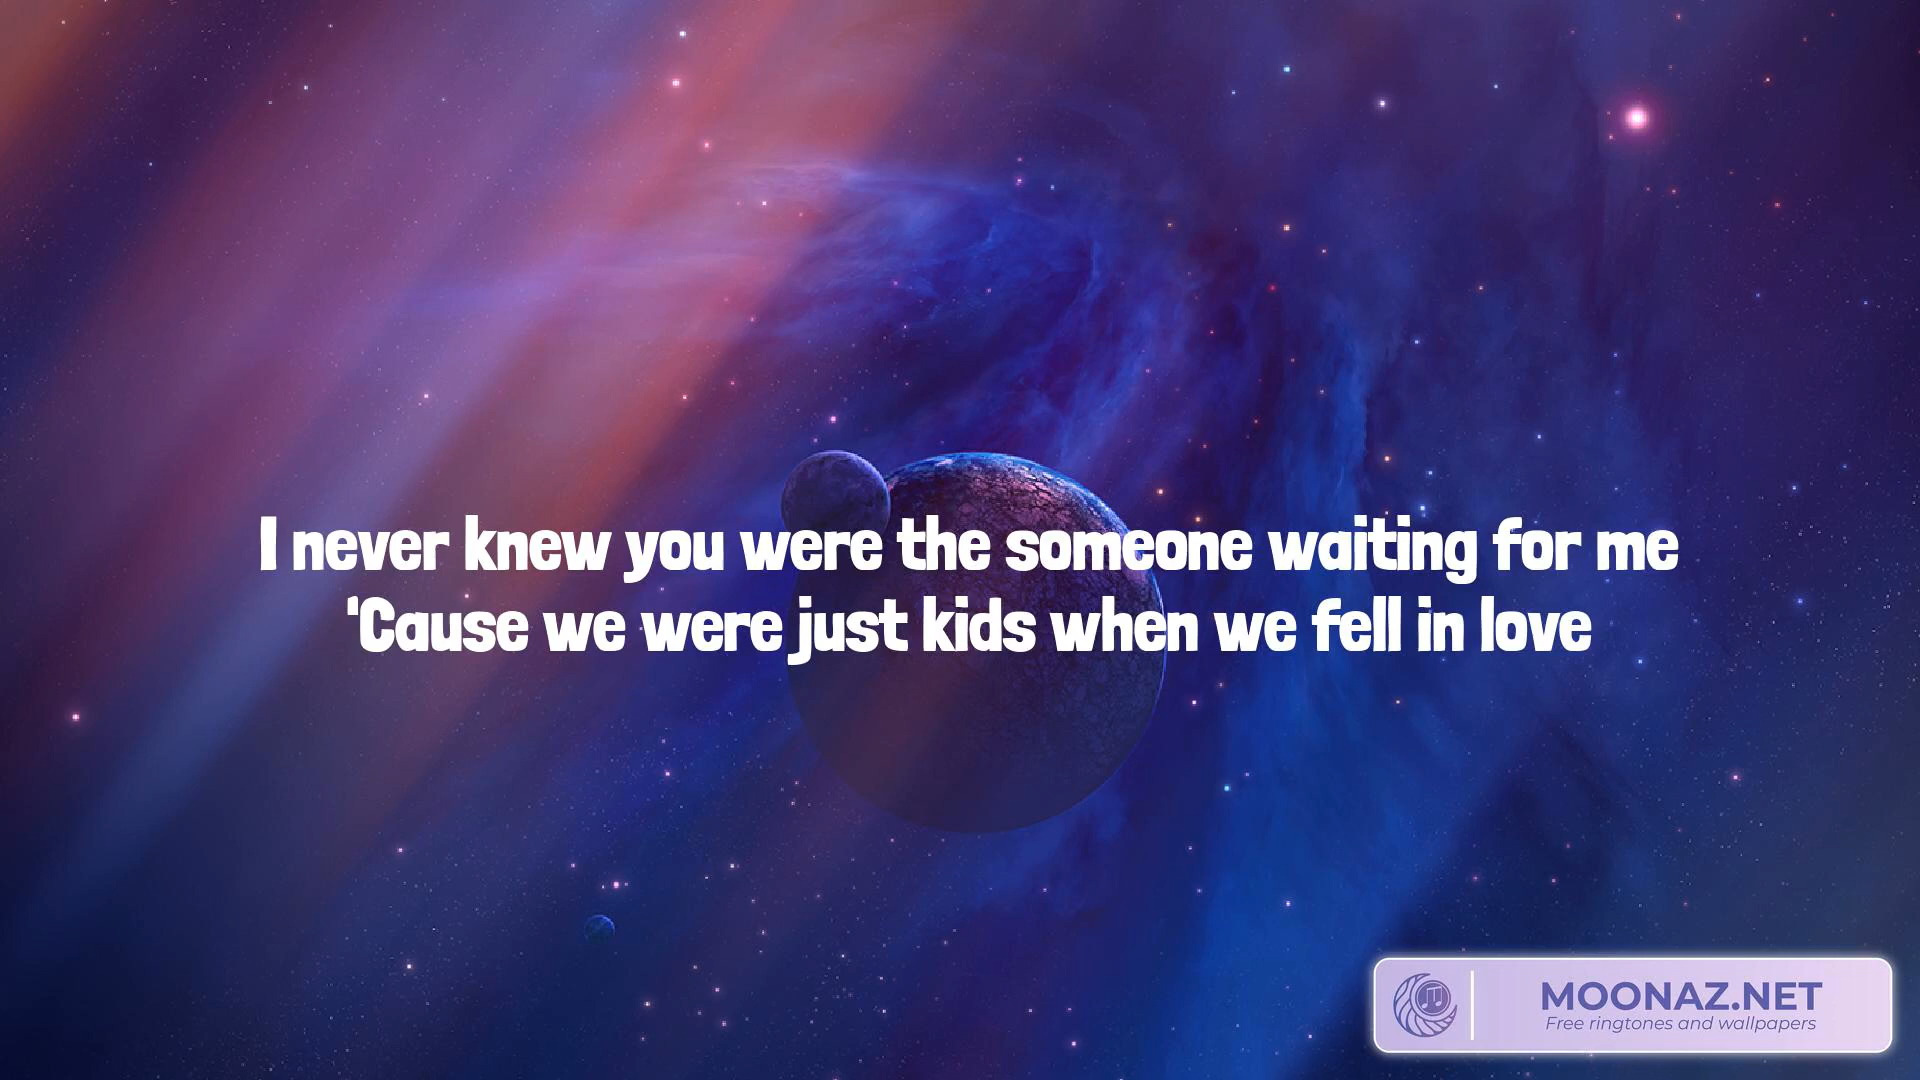 I never knew you were the someone waiting for me
'Cause we were just kids when we fell in love
MOONAZ.NET
Free ringtones and wallpapers